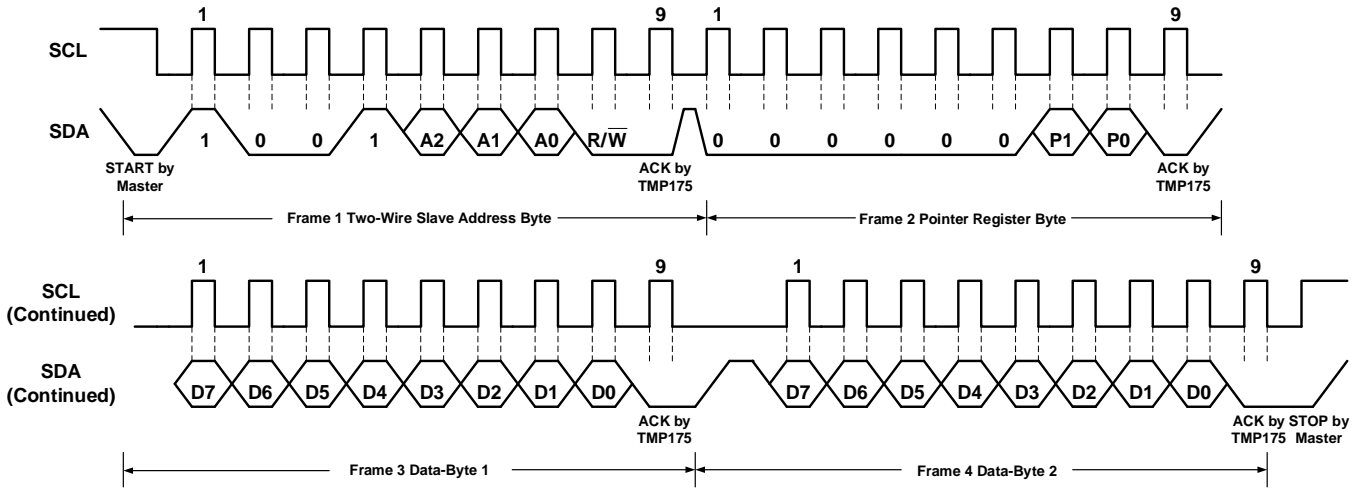 1 9 1 9
SCL
SDA
1 0 0 1 A2 A1 A0 R/W̅ 0 0 0 0 0 0 P1 P0
START by Master
ACK by TMP175
ACK by TMP175
Frame 1 Two-Wire Slave Address Byte
Frame 2 Pointer Register Byte
1 9 1 9
SCL (Continued)
SDA (Continued)
D7 D6 D5 D4 D3 D2 D1 D0 D7 D6 D5 D4 D3 D2 D1 D0
ACK by TMP175
ACK by TMP175
STOP by Master
Frame 3 Data-Byte 1
Frame 4 Data-Byte 2